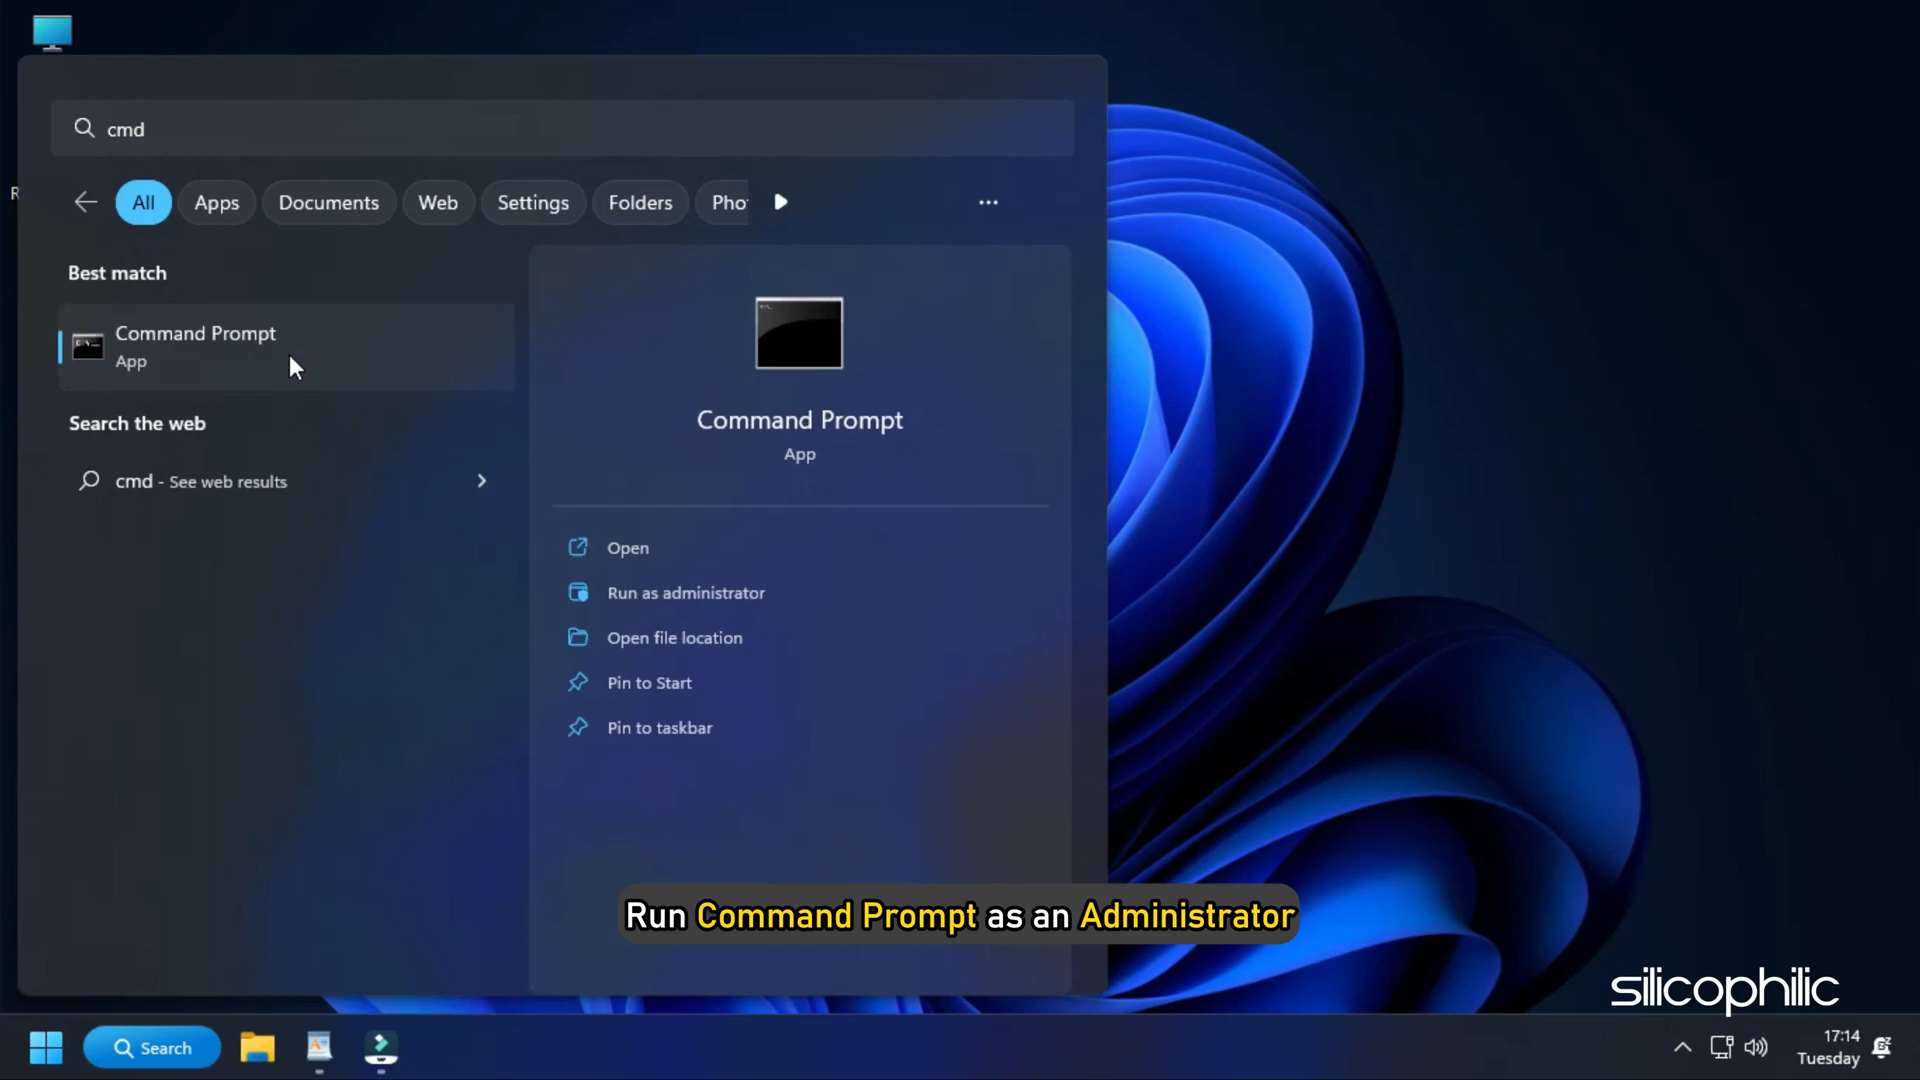 R
cmd
All
Apps
Documents
Web
Settings
Folders
Pho
Best match
Command Prompt
App
Search the web
cmd - See web results
Command Prompt
App
Open
Run as administrator
Open file location
Pin to Start
Pin to taskbar
Run Command Prompt as an Administrator
silicophilic
Search
17:14
Tuesday